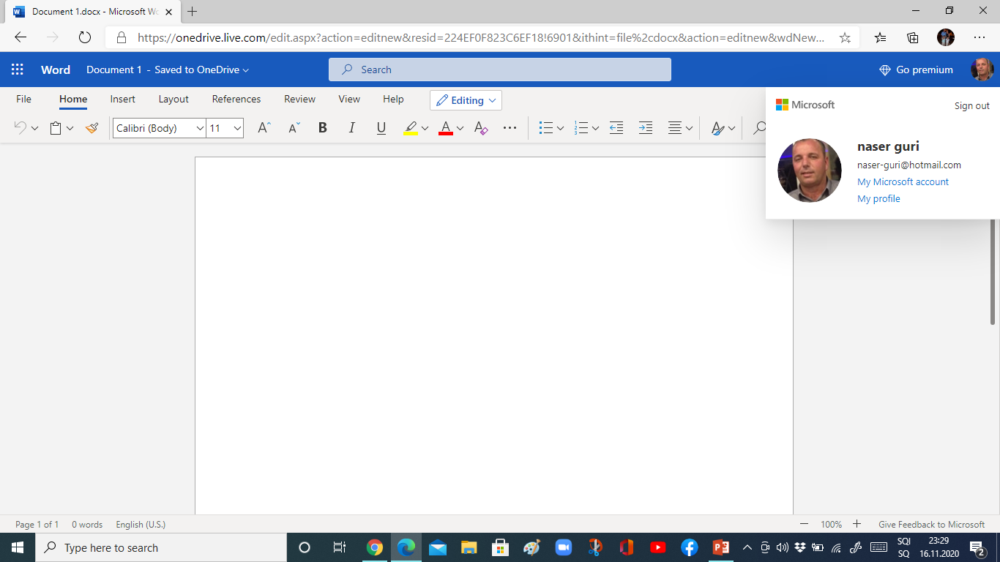 Document 1.docx - Microsoft Wo
https://onedrive.live.com/edit.aspx?action=editnew&resid=224EF0F823C6EF18!6901&ithint=file%2cdocx&action=editnew&wdNew...
Word Document 1 - Saved to OneDrive Search Go premium
File Home Insert Layout References Review View Help Editing
Microsoft Sign out
Calibri (Body) 11 A A B I U A A
naser guri
naser-guri@hotmail.com
My Microsoft account
My profile
Page 1 of 1 0 words English (U.S.) 100% Give Feedback to Microsoft
Type here to search
SQI 23:29
SQ 16.11.2020 2